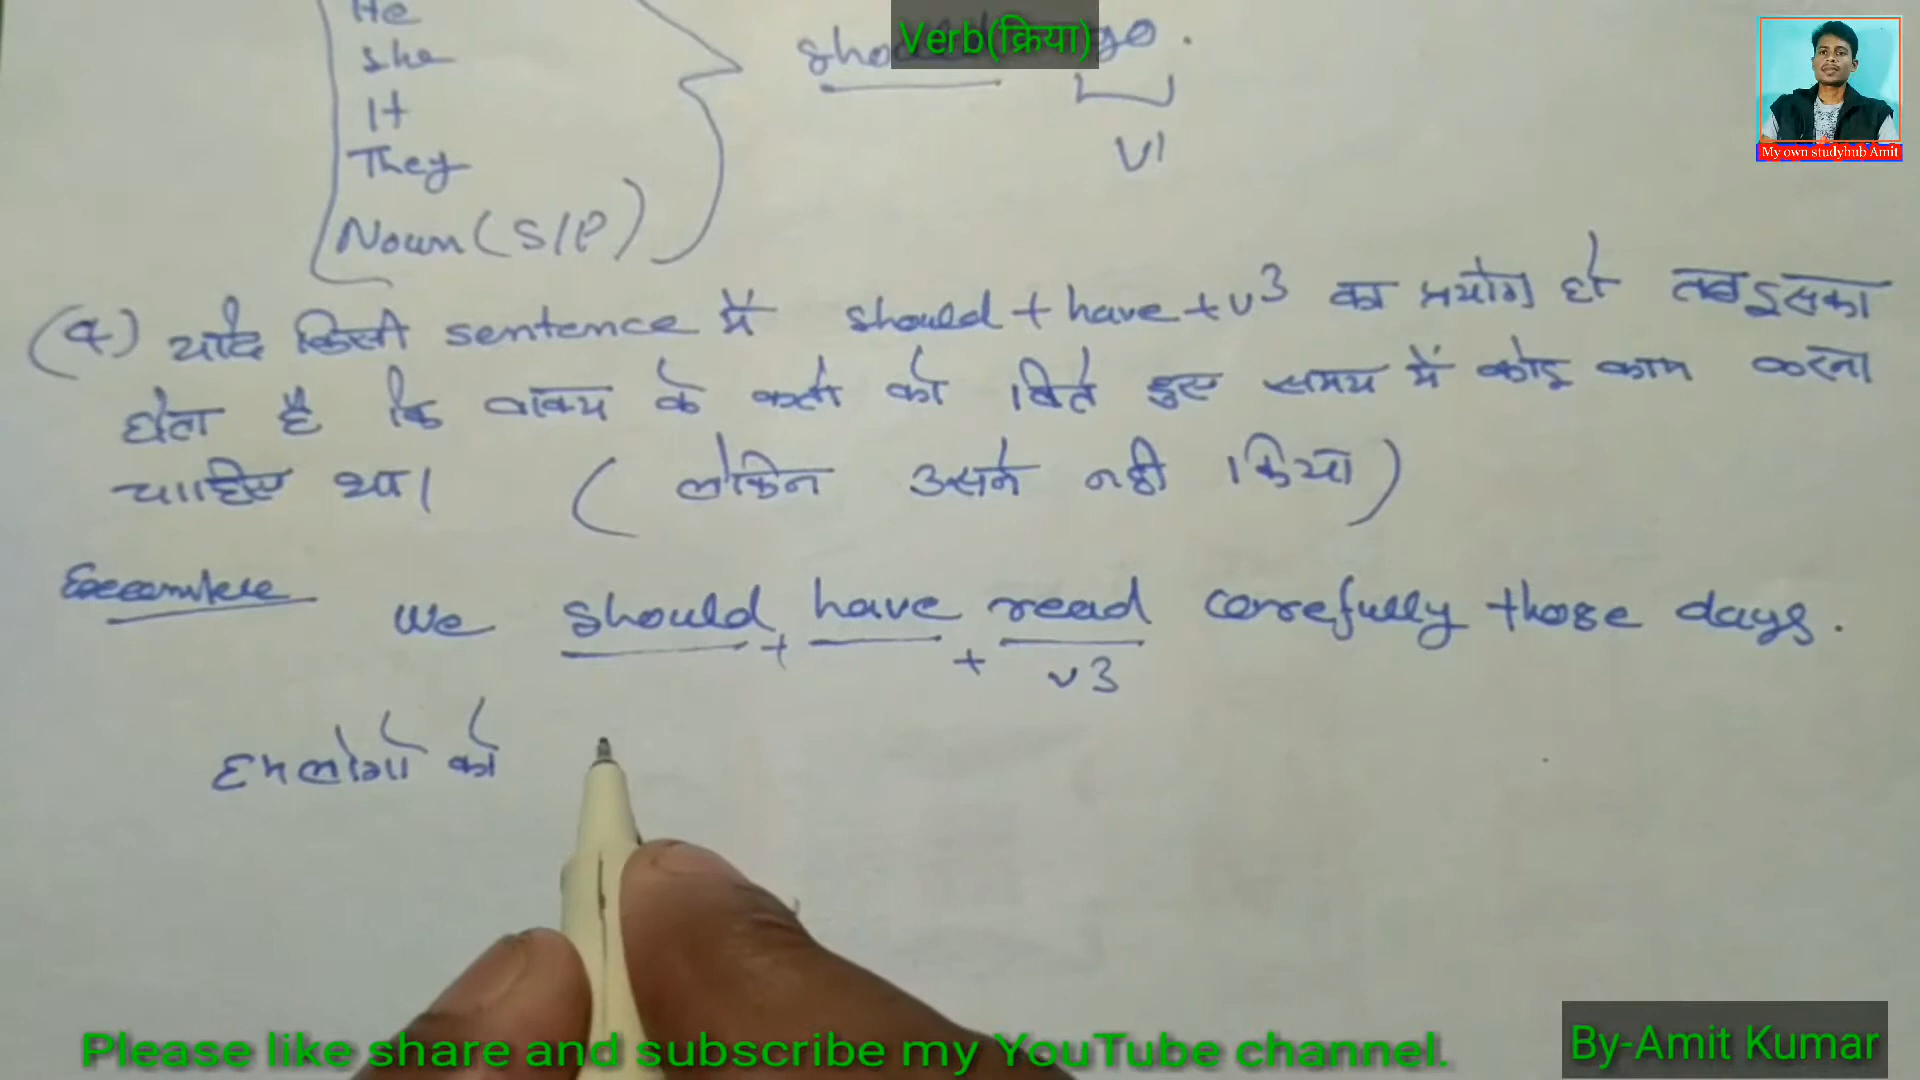 He
she
It
They
Noun (S/P)
should go.
V1
Verb(क्रिया)
My own studyhub Amit
(4) यदि किसी sentence में should + have + v3 का प्रयोग हो तब इसका
होता है कि वाक्य के कर्ता को बिते हुए समय में कोइ काम करना
चाहिए था। (लेकिन उसने नही किया)
Example We should + have + read carefully those days.
v3
हमलोगों को
Please like share and subscribe my YouTube channel.
By-Amit Kumar